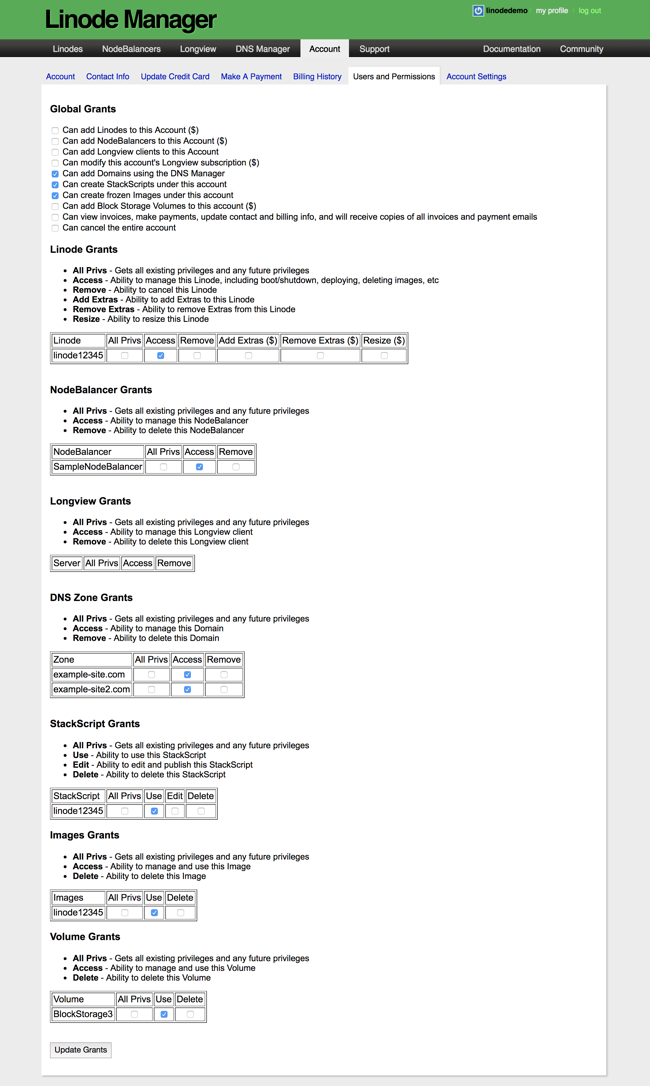 Linode Manager
linodedemo my profile log out
Linodes NodeBalancers Longview DNS Manager Account Support Documentation Community
Account Contact Info Update Credit Card Make A Payment Billing History Users and Permissions Account Settings
Global Grants
Can add Linodes to this Account ($)
Can add NodeBalancers to this Account ($)
Can add Longview clients to this Account
Can modify this account's Longview subscription ($)
Can add Domains using the DNS Manager
Can create StackScripts under this account
Can create frozen Images under this account
Can add Block Storage Volumes to this account ($)
Can view invoices, make payments, update contact and billing info, and will receive copies of all invoices and payment emails
Can cancel the entire account
Linode Grants
All Privs - Gets all existing privileges and any future privileges
Access - Ability to manage this Linode, including boot/shutdown, deploying, deleting images, etc
Remove - Ability to cancel this Linode
Add Extras - Ability to add Extras to this Linode
Remove Extras - Ability to remove Extras from this Linode
Resize - Ability to resize this Linode
Linode All Privs Access Remove Add Extras ($) Remove Extras ($) Resize ($)
linode12345
NodeBalancer Grants
All Privs - Gets all existing privileges and any future privileges
Access - Ability to manage this NodeBalancer
Remove - Ability to delete this NodeBalancer
NodeBalancer All Privs Access Remove
SampleNodeBalancer
Longview Grants
All Privs - Gets all existing privileges and any future privileges
Access - Ability to manage this Longview client
Remove - Ability to delete this Longview client
Server All Privs Access Remove
DNS Zone Grants
All Privs - Gets all existing privileges and any future privileges
Access - Ability to manage this Domain
Remove - Ability to delete this Domain
Zone All Privs Access Remove
example-site.com
example-site2.com
StackScript Grants
All Privs - Gets all existing privileges and any future privileges
Use - Ability to use this StackScript
Edit - Ability to edit and publish this StackScript
Delete - Ability to delete this StackScript
StackScript All Privs Use Edit Delete
linode12345
Images Grants
All Privs - Gets all existing privileges and any future privileges
Access - Ability to manage and use this Image
Delete - Ability to delete this Image
Images All Privs Use Delete
linode12345
Volume Grants
All Privs - Gets all existing privileges and any future privileges
Access - Ability to manage and use this Volume
Delete - Ability to delete this Volume
Volume All Privs Use Delete
BlockStorage3
Update Grants